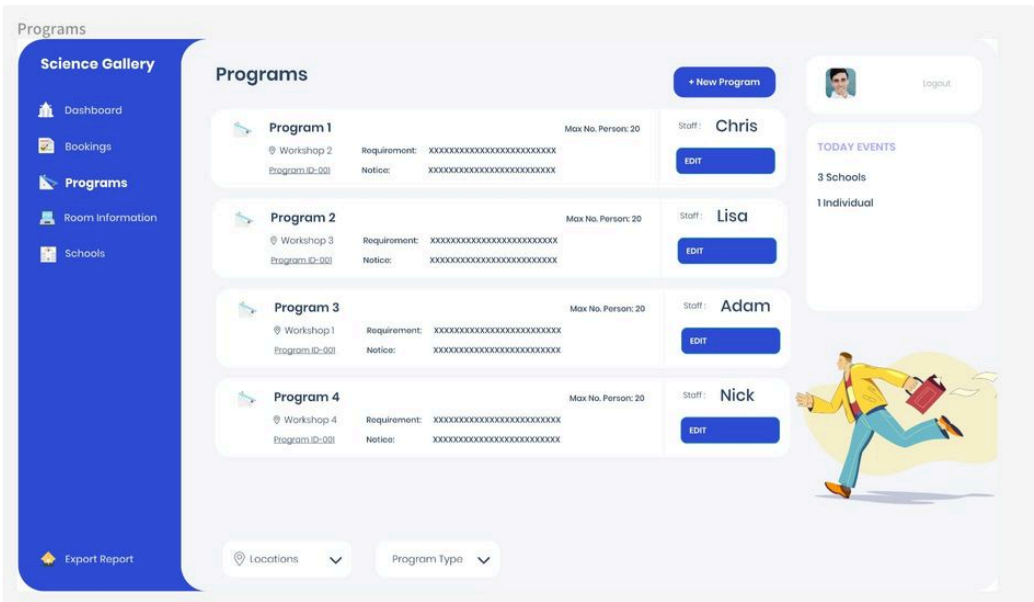 Programs
Science Gallery
Dashboard
Bookings
Programs
Room Information
Schools
Export Report
Programs
+ New Program
Program 1
Max No. Person: 20
Workshop 2
Requirement: XXXXXXXXXXXXXXXXXXXXXXXXX
Program ID-001
Notice: XXXXXXXXXXXXXXXXXXXXXXXXX
Staff : Chris
EDIT
Program 2
Max No. Person: 20
Workshop 3
Requirement: XXXXXXXXXXXXXXXXXXXXXXXXX
Program ID-001
Notice: XXXXXXXXXXXXXXXXXXXXXXXXX
Staff : Lisa
EDIT
Program 3
Max No. Person: 20
Workshop 1
Requirement: XXXXXXXXXXXXXXXXXXXXXXXXX
Program ID-001
Notice: XXXXXXXXXXXXXXXXXXXXXXXXX
Staff : Adam
EDIT
Program 4
Max No. Person: 20
Workshop 4
Requirement: XXXXXXXXXXXXXXXXXXXXXXXXX
Program ID-001
Notice: XXXXXXXXXXXXXXXXXXXXXXXXX
Staff : Nick
EDIT
Locations
Program Type
Logout
TODAY EVENTS
3 Schools
1 Individual